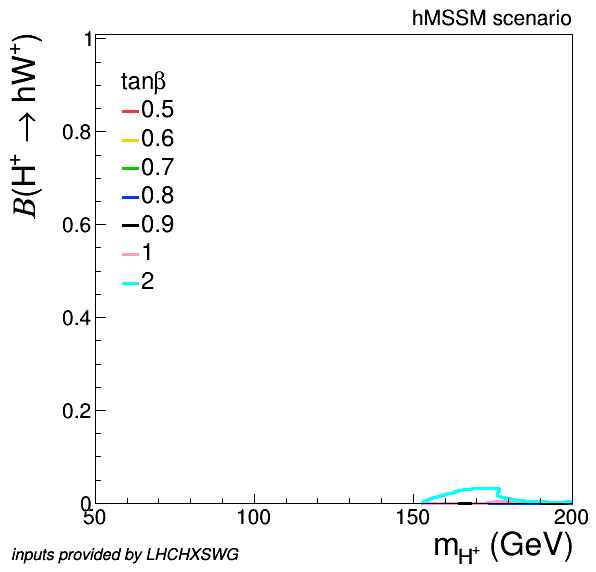 hMSSM scenario
B(H⁺ → hW⁺)
1
0.8
0.6
0.4
0.2
0
tanβ
0.5
0.6
0.7
0.8
0.9
1
2
50 100 150 200
m_H⁺ (GeV)
inputs provided by LHCHXSWG